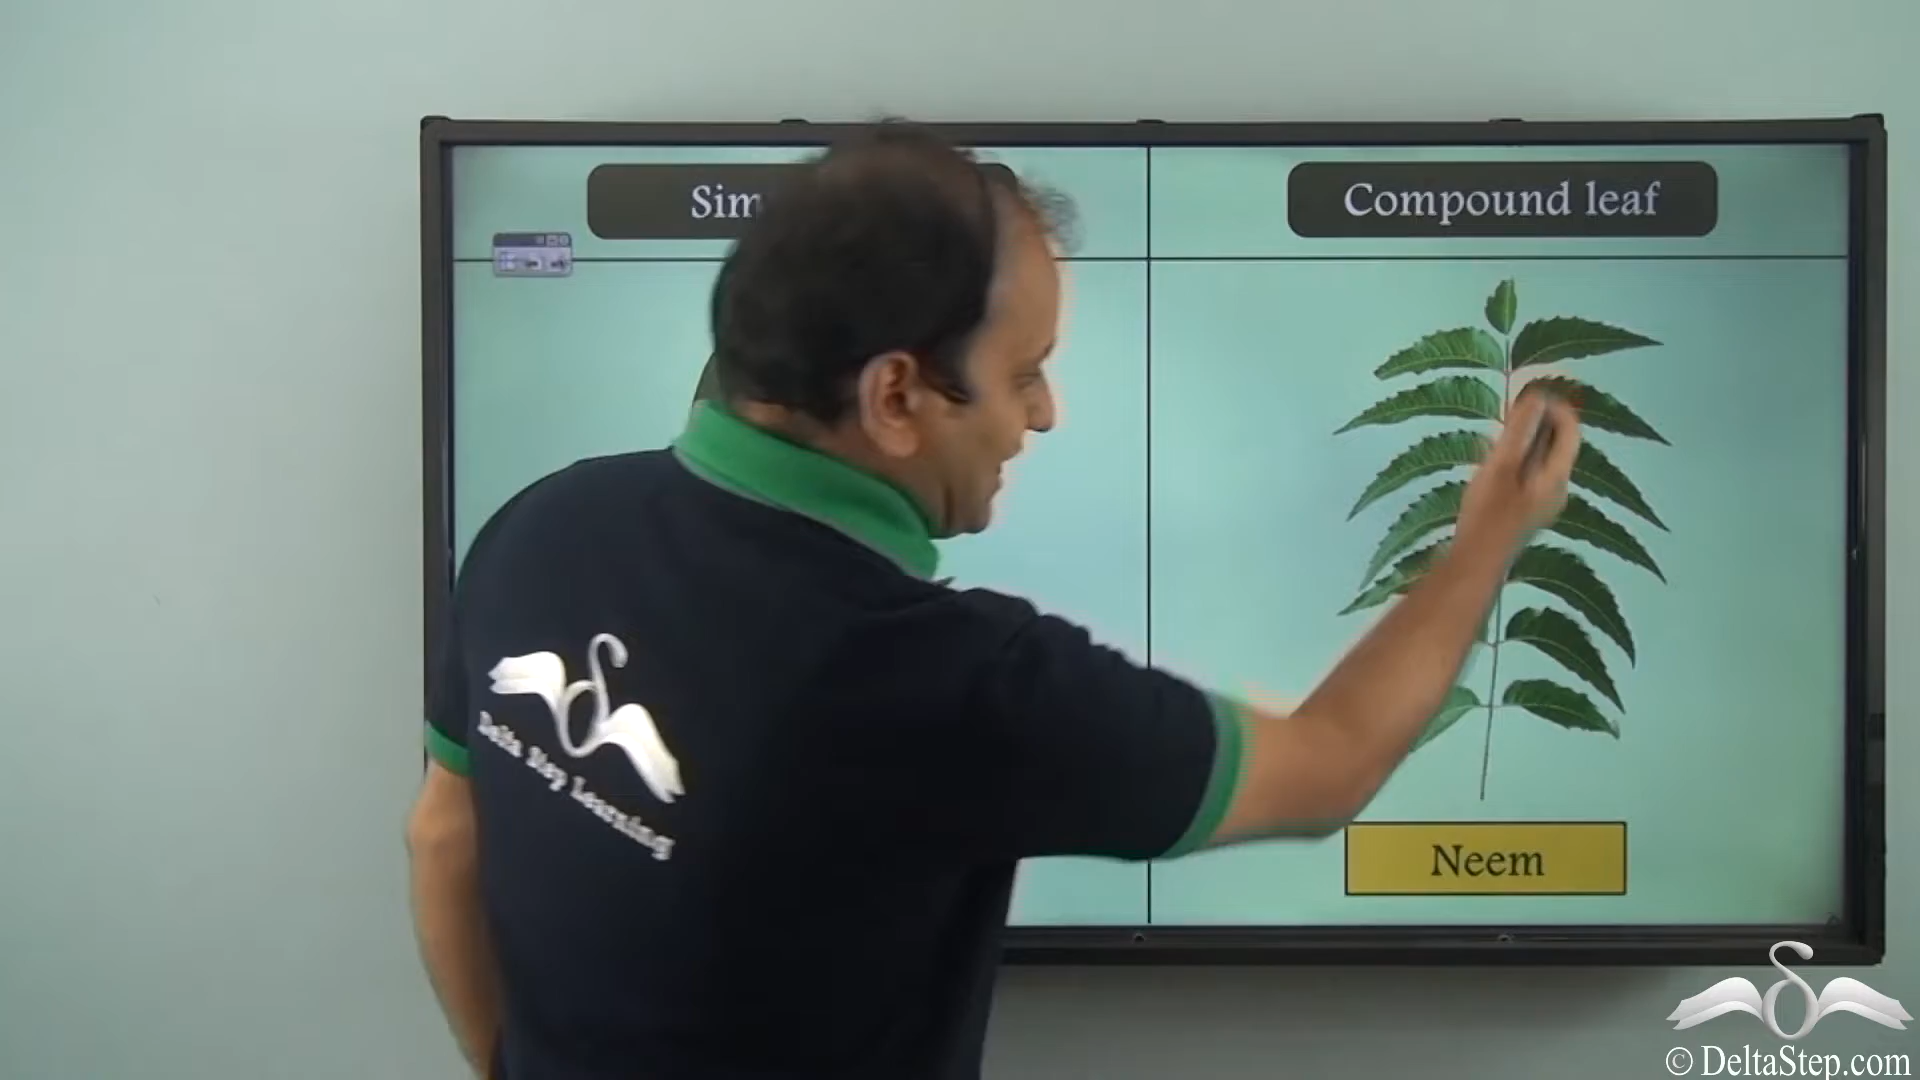 Sim
Compound leaf
Neem
Delta Step Learning
© DeltaStep.com